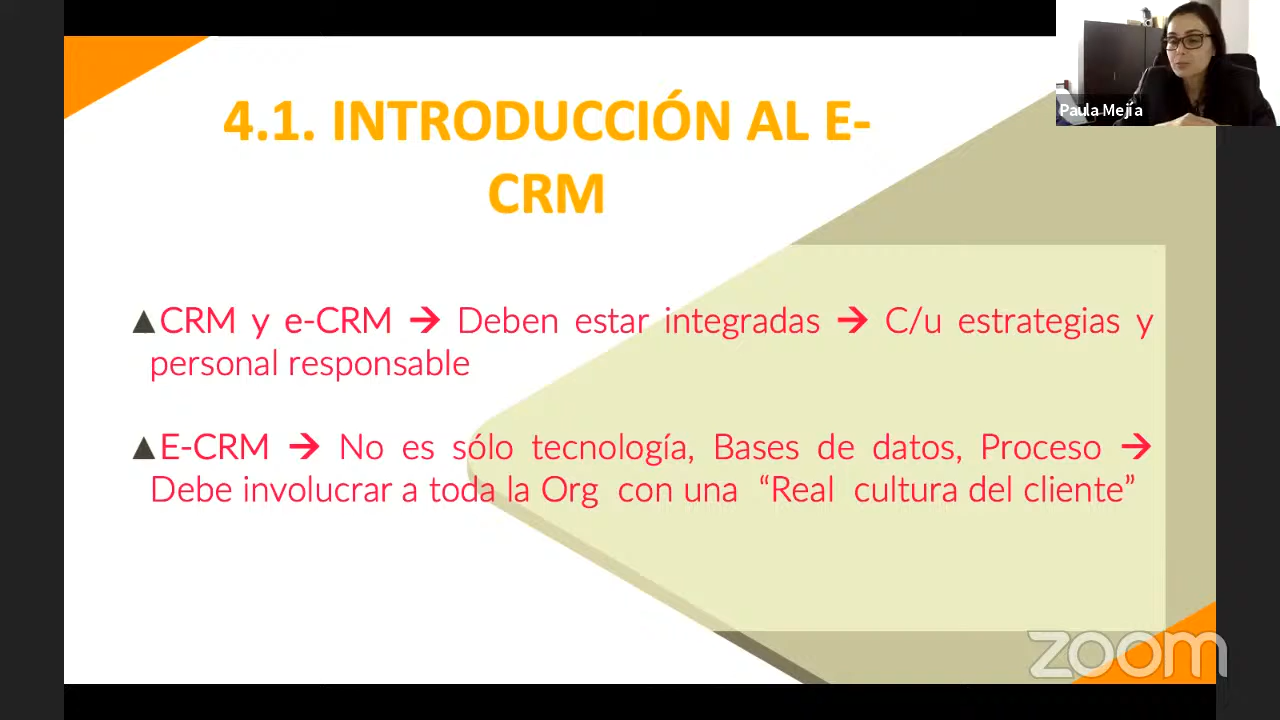 4.1. INTRODUCCIÓN AL E-
CRM
Paula Mejía
▲CRM y e-CRM → Deben estar integradas → C/u estrategias y
personal responsable
▲E-CRM → No es sólo tecnología, Bases de datos, Proceso →
Debe involucrar a toda la Org con una “Real cultura del cliente”
zoom